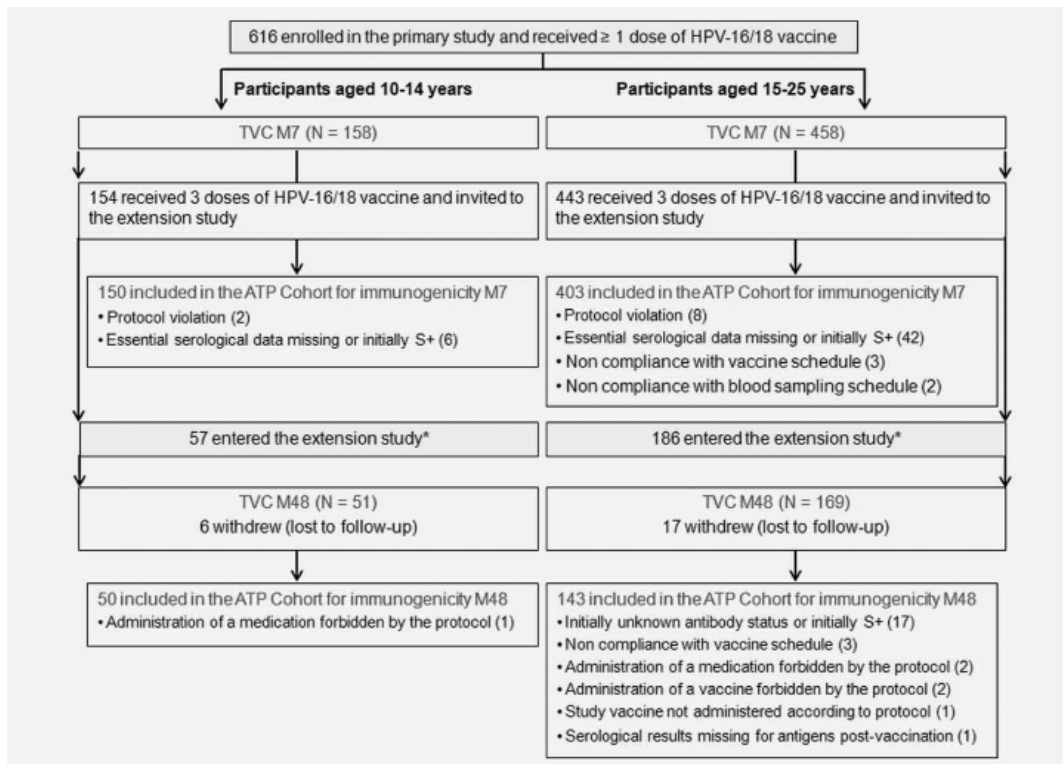 616 enrolled in the primary study and received ≥ 1 dose of HPV-16/18 vaccine
Participants aged 10-14 years
Participants aged 15-25 years
TVC M7 (N = 158)
TVC M7 (N = 458)
154 received 3 doses of HPV-16/18 vaccine and invited to
the extension study
443 received 3 doses of HPV-16/18 vaccine and invited to
the extension study
150 included in the ATP Cohort for immunogenicity M7
• Protocol violation (2)
• Essential serological data missing or initially S+ (6)
403 included in the ATP Cohort for immunogenicity M7
• Protocol violation (8)
• Essential serological data missing or initially S+ (42)
• Non compliance with vaccine schedule (3)
• Non compliance with blood sampling schedule (2)
57 entered the extension study*
186 entered the extension study*
TVC M48 (N = 51)
6 withdrew (lost to follow-up)
TVC M48 (N = 169)
17 withdrew (lost to follow-up)
50 included in the ATP Cohort for immunogenicity M48
• Administration of a medication forbidden by the protocol (1)
143 included in the ATP Cohort for immunogenicity M48
• Initially unknown antibody status or initially S+ (17)
• Non compliance with vaccine schedule (3)
• Administration of a medication forbidden by the protocol (2)
• Administration of a vaccine forbidden by the protocol (2)
• Study vaccine not administered according to protocol (1)
• Serological results missing for antigens post-vaccination (1)